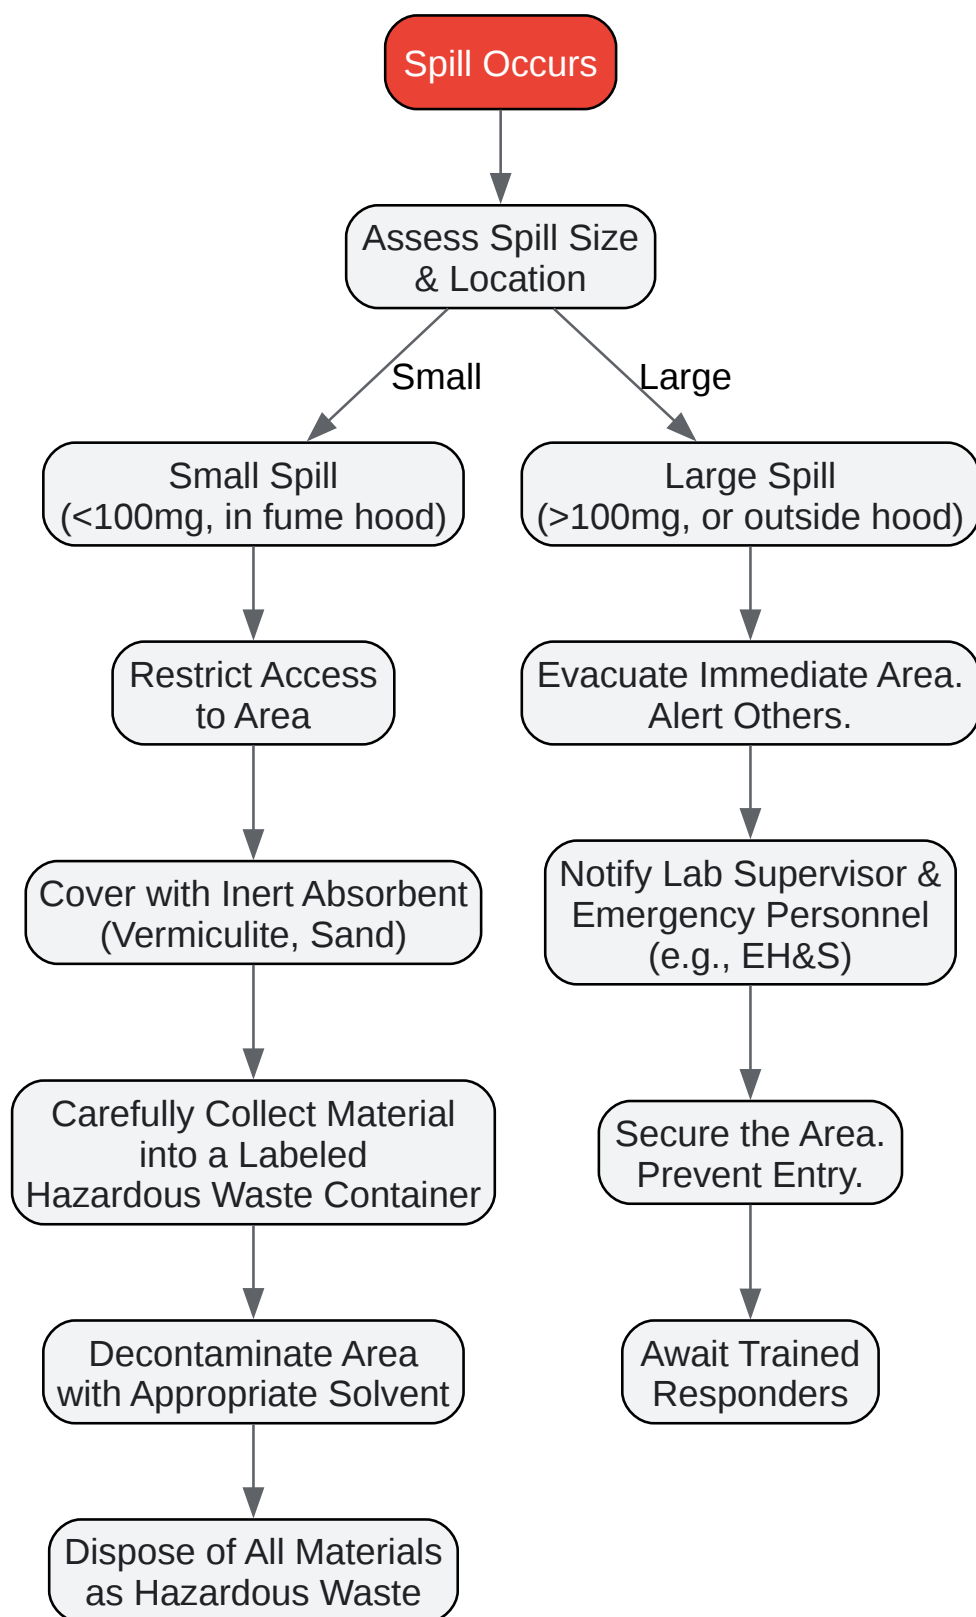 Spill Occurs
Assess Spill Size
& Location
Small
Large
Small Spill
(<100mg, in fume hood)
Large Spill
(>100mg, or outside hood)
Restrict Access
to Area
Evacuate Immediate Area.
Alert Others.
Cover with Inert Absorbent
(Vermiculite, Sand)
Notify Lab Supervisor &
Emergency Personnel
(e.g., EH&S)
Carefully Collect Material
into a Labeled
Hazardous Waste Container
Secure the Area.
Prevent Entry.
Decontaminate Area
with Appropriate Solvent
Await Trained
Responders
Dispose of All Materials
as Hazardous Waste